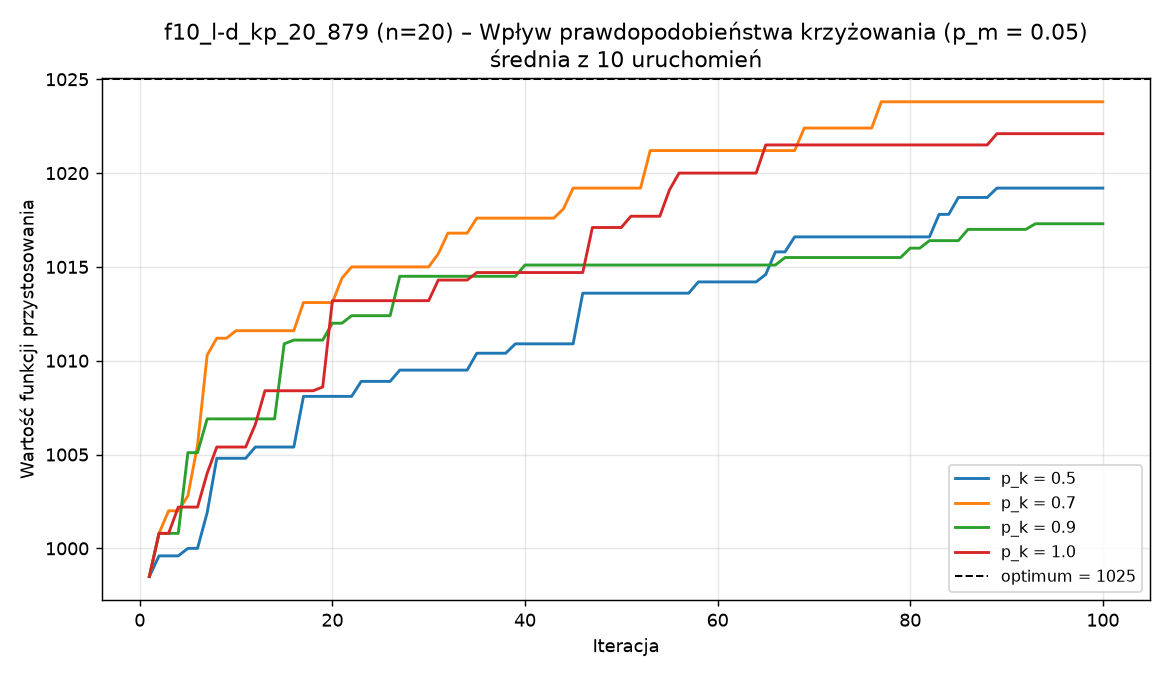 f10_l-d_kp_20_879 (n=20) – Wpływ prawdopodobieństwa krzyżowania (p_m = 0.05)
średnia z 10 uruchomień
Wartość funkcji przystosowania
1025
1020
1015
1010
1005
1000
0
20
40
60
80
100
Iteracja
p_k = 0.5
p_k = 0.7
p_k = 0.9
p_k = 1.0
optimum = 1025